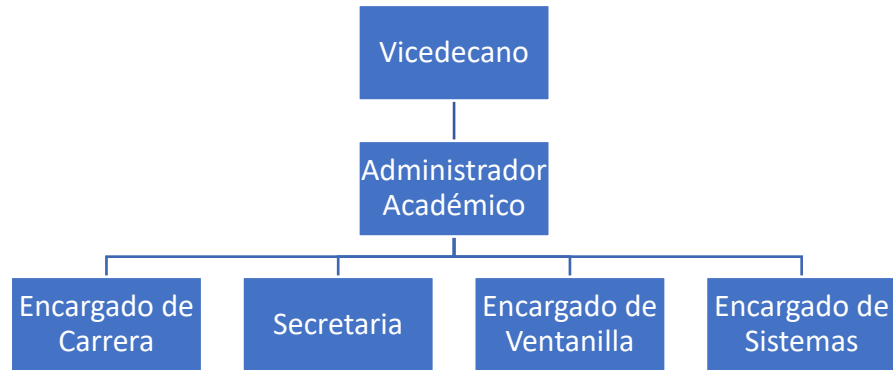 Vicedecano
Administrador
Académico
Encargado de
Carrera
Secretaria
Encargado de
Ventanilla
Encargado de
Sistemas